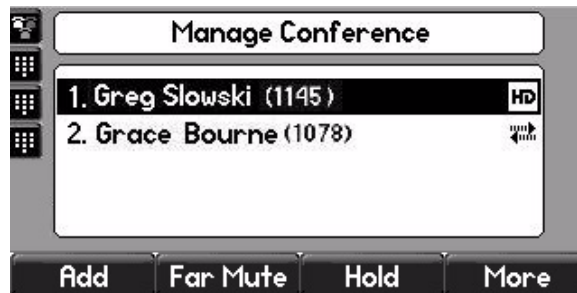 Manage Conference
1. Greg Slowski (1145) HD
2. Grace Bourne (1078)
Add Far Mute Hold More